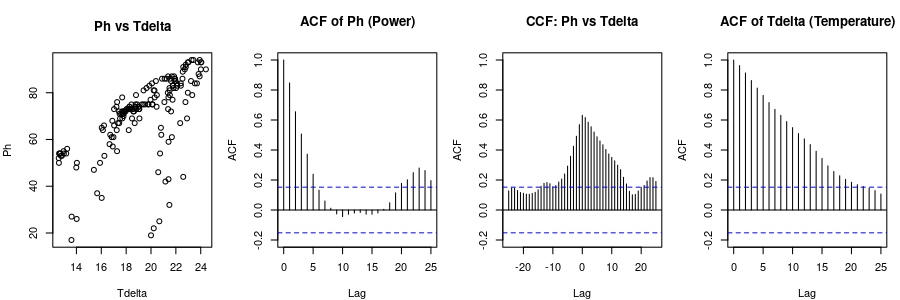 Ph vs Tdelta
Ph
20 40 60 80
14 16 18 20 22 24
Tdelta
ACF of Ph (Power)
ACF
-0.2 0.0 0.2 0.4 0.6 0.8 1.0
0 5 10 15 20 25
Lag
CCF: Ph vs Tdelta
ACF
-0.2 0.0 0.2 0.4 0.6 0.8 1.0
-20 -10 0 10 20
Lag
ACF of Tdelta (Temperature)
ACF
-0.2 0.0 0.2 0.4 0.6 0.8 1.0
0 5 10 15 20 25
Lag